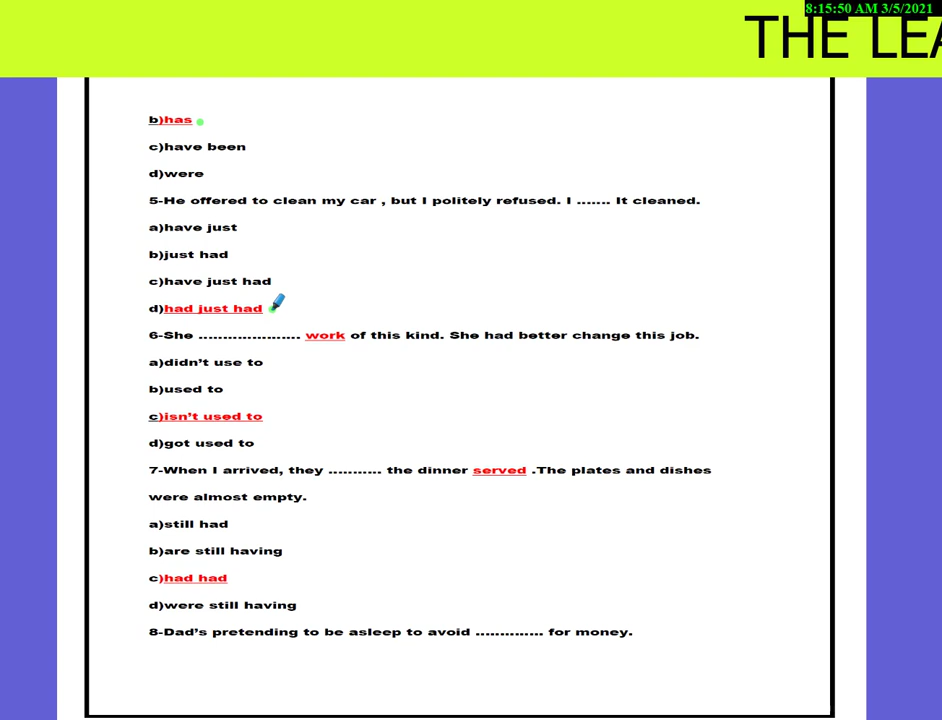 8:15:50 AM 3/5/2021
THE LEA
b)has
c)have been
d)were
5-He offered to clean my car , but I politely refused. I ....... It cleaned.
a)have just
b)just had
c)have just had
d)had just had
6-She ..................... work of this kind. She had better change this job.
a)didn’t use to
b)used to
c)isn’t used to
d)got used to
7-When I arrived, they ........... the dinner served .The plates and dishes
were almost empty.
a)still had
b)are still having
c)had had
d)were still having
8-Dad’s pretending to be asleep to avoid .............. for money.